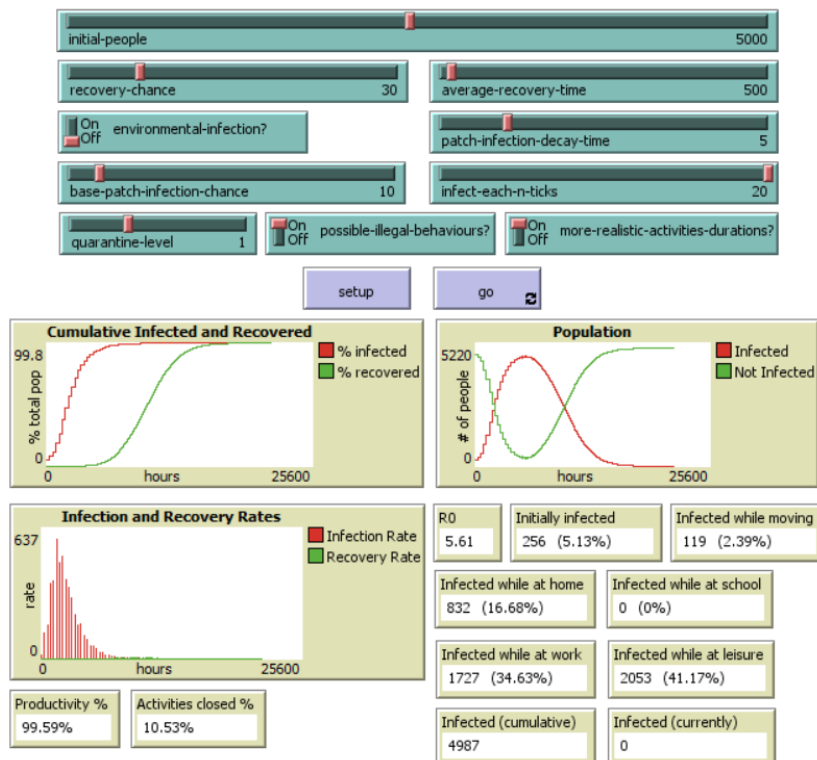 initial-people 5000
recovery-chance 30
average-recovery-time 500
On
Off
environmental-infection?
patch-infection-decay-time 5
base-patch-infection-chance 10
infect-each-n-ticks 20
quarantine-level 1
On
Off
possible-illegal-behaviours?
On
Off
more-realistic-activities-durations?
setup
go
Cumulative Infected and Recovered
99.8
% total pop
0
0 hours 25600
% infected
% recovered
Population
5220
# of people
0
0 hours 25600
Infected
Not Infected
Infection and Recovery Rates
637
rate
0
0 hours 25600
Infection Rate
Recovery Rate
R0
5.61
Initially infected
256 (5.13%)
Infected while moving
119 (2.39%)
Infected while at home
832 (16.68%)
Infected while at school
0 (0%)
Infected while at work
1727 (34.63%)
Infected while at leisure
2053 (41.17%)
Productivity %
99.59%
Activities closed %
10.53%
Infected (cumulative)
4987
Infected (currently)
0